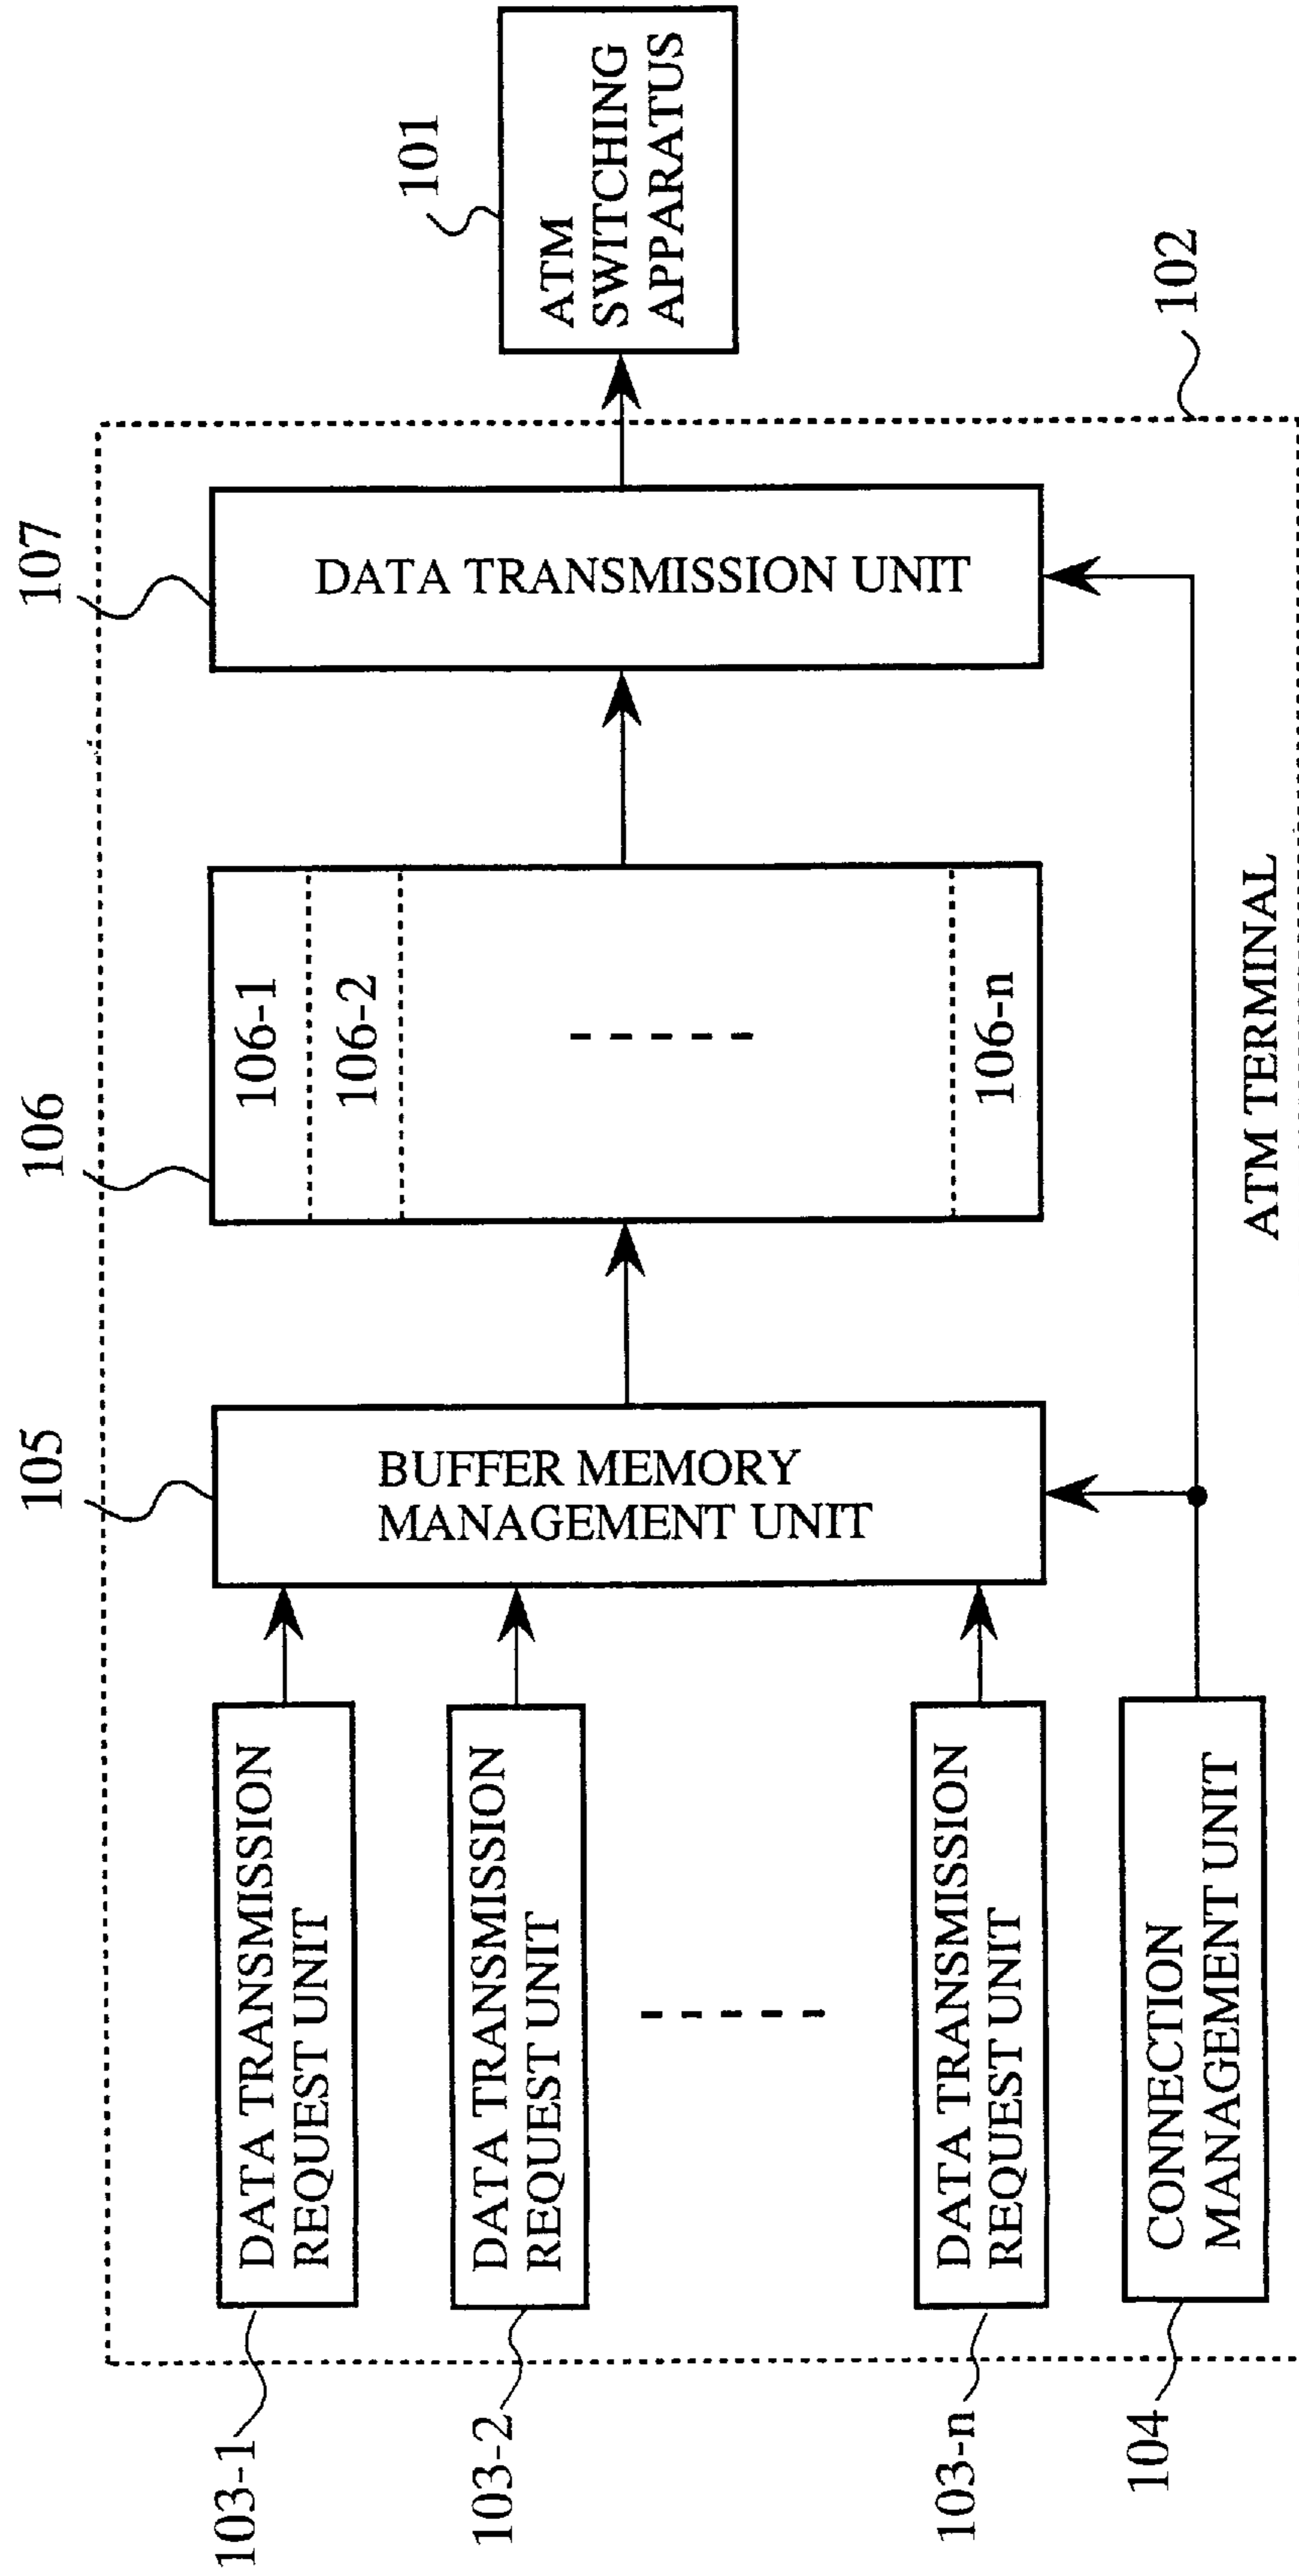 103-1
DATA TRANSMISSION
REQUEST UNIT
103-2
DATA TRANSMISSION
REQUEST UNIT
103-n
DATA TRANSMISSION
REQUEST UNIT
104
CONNECTION
MANAGEMENT UNIT
105
BUFFER MEMORY
MANAGEMENT UNIT
106
106-1
106-2
106-n
107
DATA TRANSMISSION UNIT
ATM TERMINAL
102
101
ATM
SWITCHING
APPARATUS